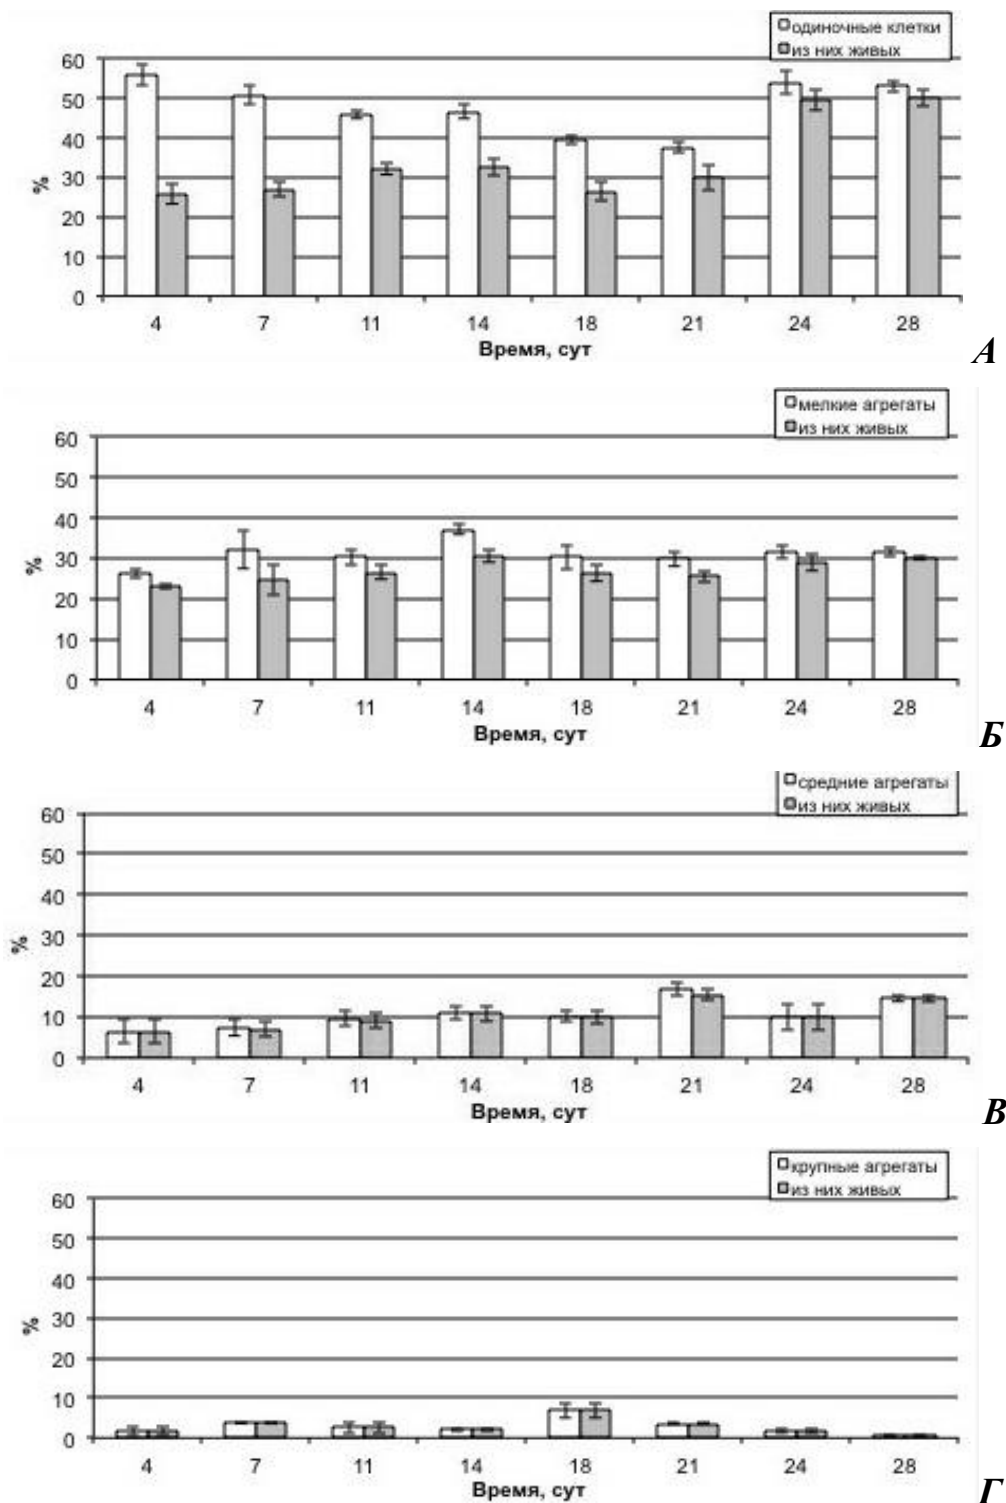 одиночные клетки
из них живых
60
50
40
30
20
10
0
%
4 7 11 14 18 21 24 28
Время, сут
А
мелкие агрегаты
из них живых
60
50
40
30
20
10
0
%
4 7 11 14 18 21 24 28
Время, сут
Б
средние агрегаты
из них живых
60
50
40
30
20
10
0
%
4 7 11 14 18 21 24 28
Время, сут
В
крупные агрегаты
из них живых
60
50
40
30
20
10
0
%
4 7 11 14 18 21 24 28
Время, сут
Г